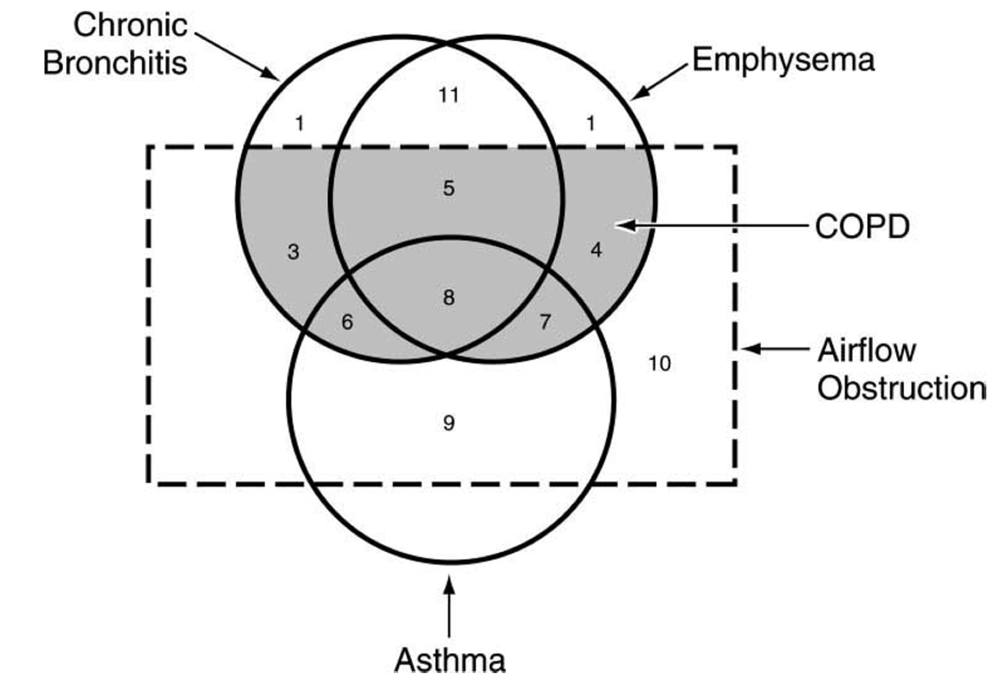 Chronic
Bronchitis
Emphysema
11
1
1
5
COPD
3
4
8
6
7
Airflow
Obstruction
10
9
Asthma